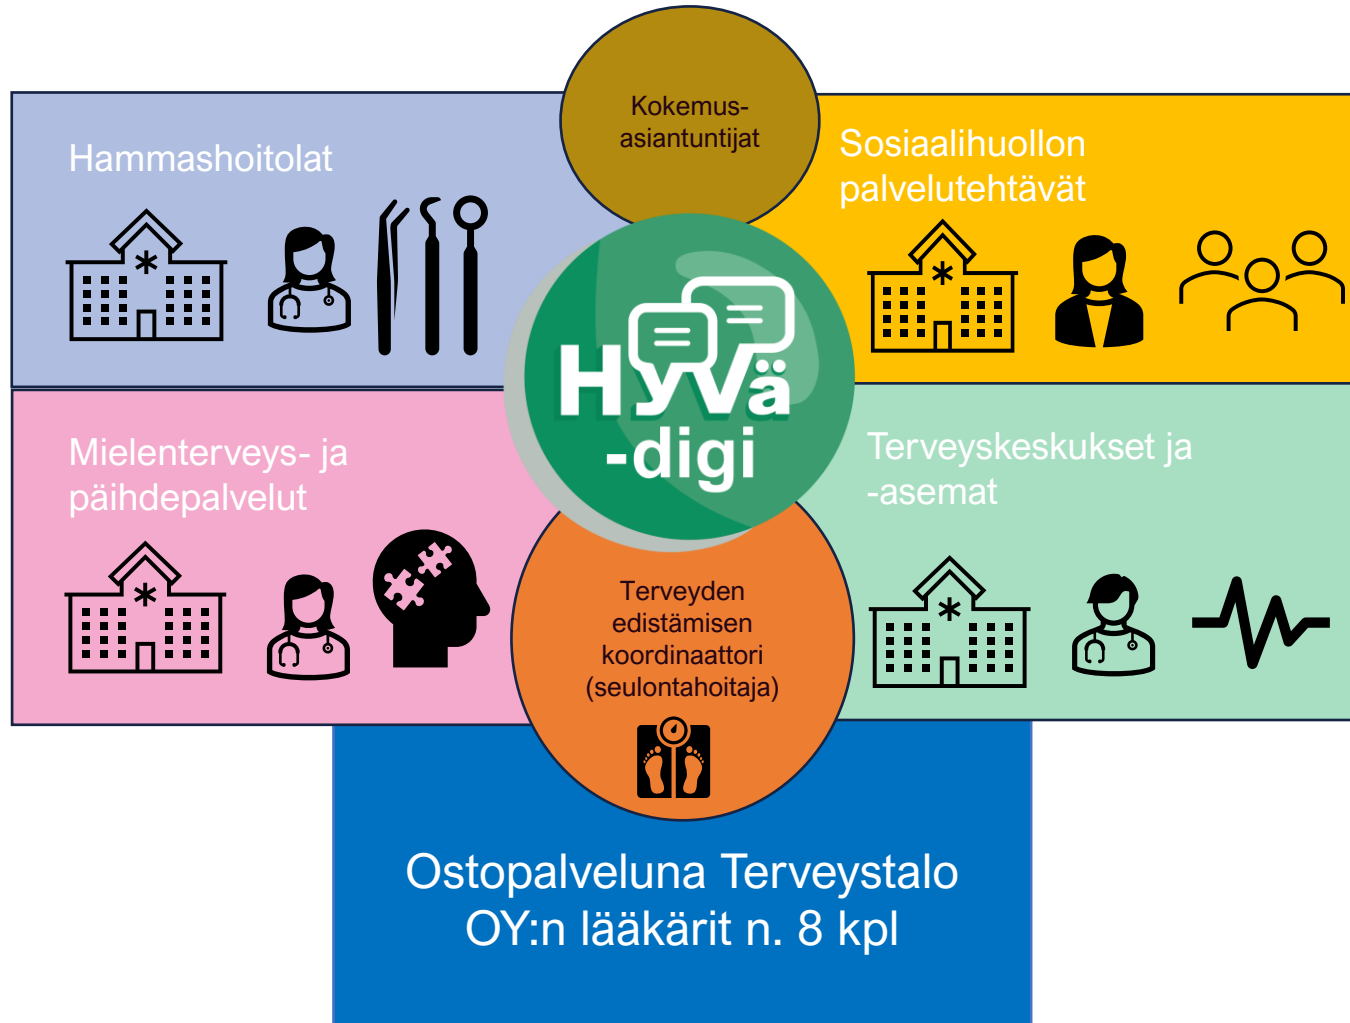 Kokemus-
asiantuntijat
Hammashoitolat
Sosiaalihuollon
palvelutehtävät
HyVä
-digi
Mielenterveys- ja
päihdepalvelut
Terveyskeskukset ja
-asemat
Terveyden
edistämisen
koordinaattori
(seulontahoitaja)
Ostopalveluna Terveystalo
OY:n lääkärit n. 8 kpl